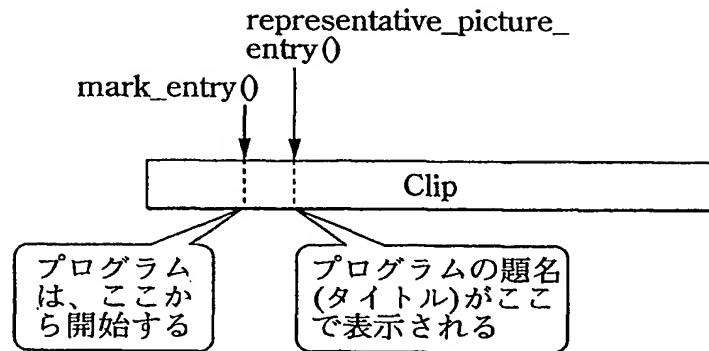 representative_picture_
entry()
mark_entry()
Clip
プログラム
は、ここか
ら開始する
プログラムの題名
(タイトル)がここ
で表示される